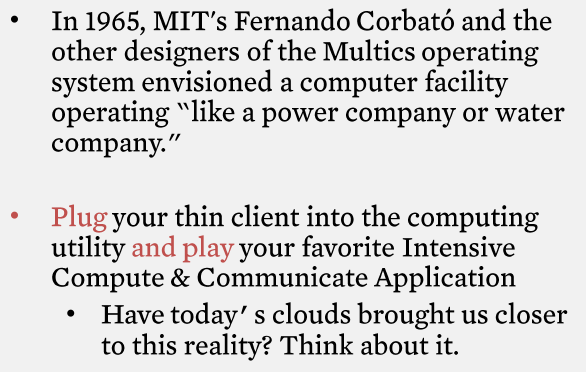 • In 1965, MIT's Fernando Corbató and the
other designers of the Multics operating
system envisioned a computer facility
operating “like a power company or water
company.”
• Plug your thin client into the computing
utility and play your favorite Intensive
Compute & Communicate Application
• Have today’s clouds brought us closer
to this reality? Think about it.